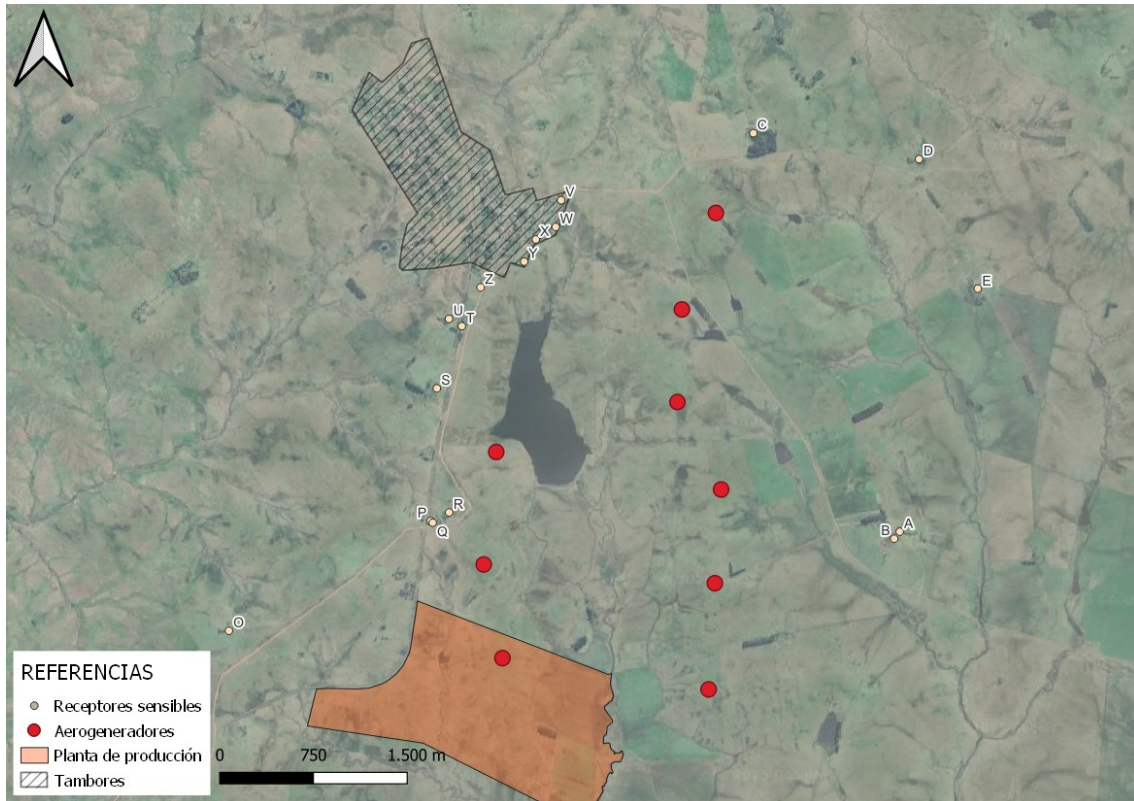 C
D
V
W
X
Y
Z
E
U
T
S
R
P
Q
A
B
O
REFERENCIAS
Receptores sensibles
Aerogeneradores
Planta de producción
Tambores
0 750 1.500 m